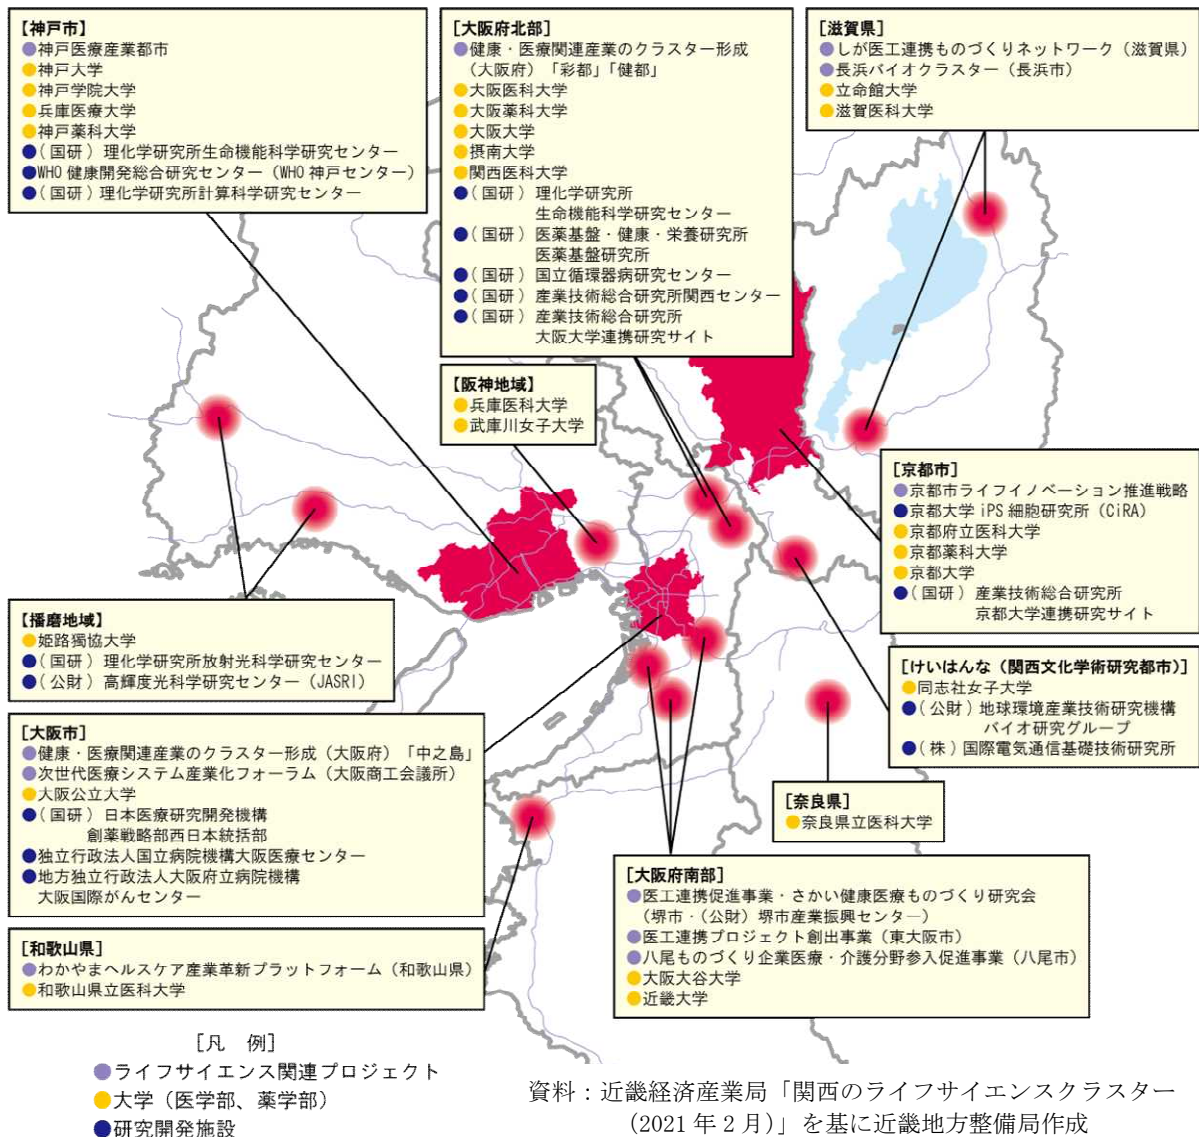 【神戸市】
●神戸医療産業都市
●神戸大学
●神戸学院大学
●兵庫医療大学
●神戸薬科大学
●(国研)理化学研究所生命機能科学研究センター
●WHO 健康開発総合研究センター(WHO 神戸センター)
●(国研)理化学研究所計算科学研究センター
[大阪府北部]
●健康・医療関連産業のクラスター形成
(大阪府)「彩都」「健都」
●大阪医科大学
●大阪薬科大学
●大阪大学
●摂南大学
●関西医科大学
●(国研)理化学研究所
生命機能科学研究センター
●(国研)医薬基盤・健康・栄養研究所
医薬基盤研究所
●(国研)国立循環器病研究センター
●(国研)産業技術総合研究所関西センター
●(国研)産業技術総合研究所
大阪大学連携研究サイト
[滋賀県]
●しが医工連携ものづくりネットワーク(滋賀県)
●長浜バイオクラスター(長浜市)
●立命館大学
●滋賀医科大学
【阪神地域】
●兵庫医科大学
●武庫川女子大学
[京都市]
●京都市ライフイノベーション推進戦略
●京都大学 iPS 細胞研究所(CiRA)
●京都府立医科大学
●京都薬科大学
●京都大学
●(国研)産業技術総合研究所
京都大学連携研究サイト
【播磨地域】
●姫路獨協大学
●(国研)理化学研究所放射光科学研究センター
●(公財)高輝度光科学研究センター(JASRI)
[けいはんな(関西文化学術研究都市)]
●同志社女子大学
●(公財)地球環境産業技術研究機構
バイオ研究グループ
●(株)国際電気通信基礎技術研究所
[大阪市]
●健康・医療関連産業のクラスター形成(大阪府)「中之島」
●次世代医療システム産業化フォーラム(大阪商工会議所)
●大阪公立大学
●(国研)日本医療研究開発機構
創薬戦略部西日本統括部
●独立行政法人国立病院機構大阪医療センター
●地方独立行政法人大阪府立病院機構
大阪国際がんセンター
[奈良県]
●奈良県立医科大学
[大阪府南部]
●医工連携促進事業・さかい健康医療ものづくり研究会
(堺市・(公財)堺市産業振興センター)
●医工連携プロジェクト創出事業(東大阪市)
●八尾ものづくり企業医療・介護分野参入促進事業(八尾市)
●大阪大谷大学
●近畿大学
[和歌山県]
●わかやまヘルスケア産業革新プラットフォーム(和歌山県)
●和歌山県立医科大学
[凡 例]
●ライフサイエンス関連プロジェクト
●大学(医学部、薬学部)
●研究開発施設
資料:近畿経済産業局「関西のライフサイエンスクラスター
(2021 年 2 月)」を基に近畿地方整備局作成